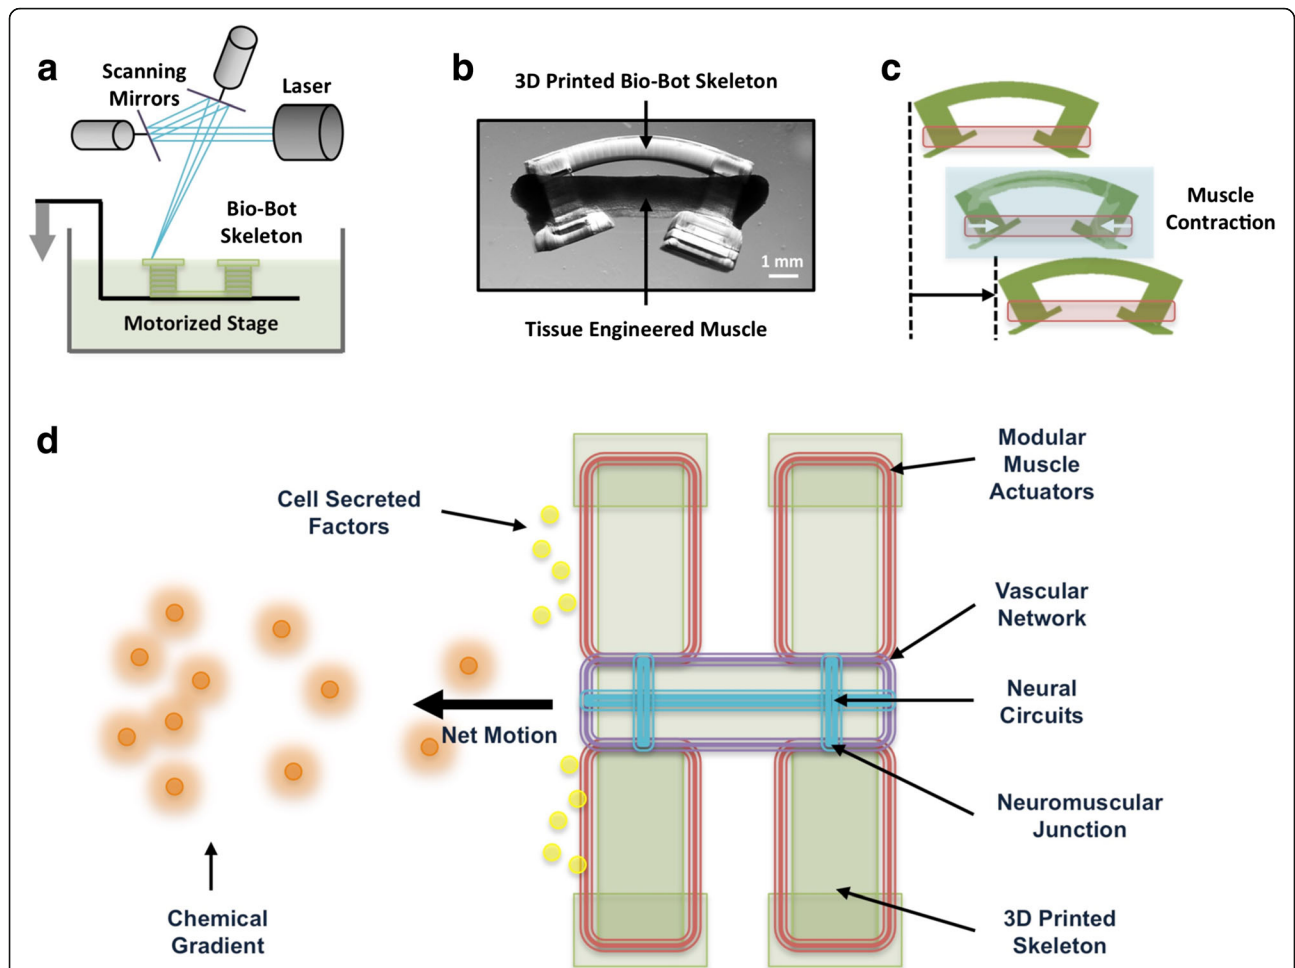 a
Scanning
Mirrors
Laser
Bio-Bot
Skeleton
Motorized Stage
b
3D Printed Bio-Bot Skeleton
1 mm
Tissue Engineered Muscle
c
Muscle
Contraction
d
Cell Secreted
Factors
Net Motion
Chemical
Gradient
Modular
Muscle
Actuators
Vascular
Network
Neural
Circuits
Neuromuscular
Junction
3D Printed
Skeleton